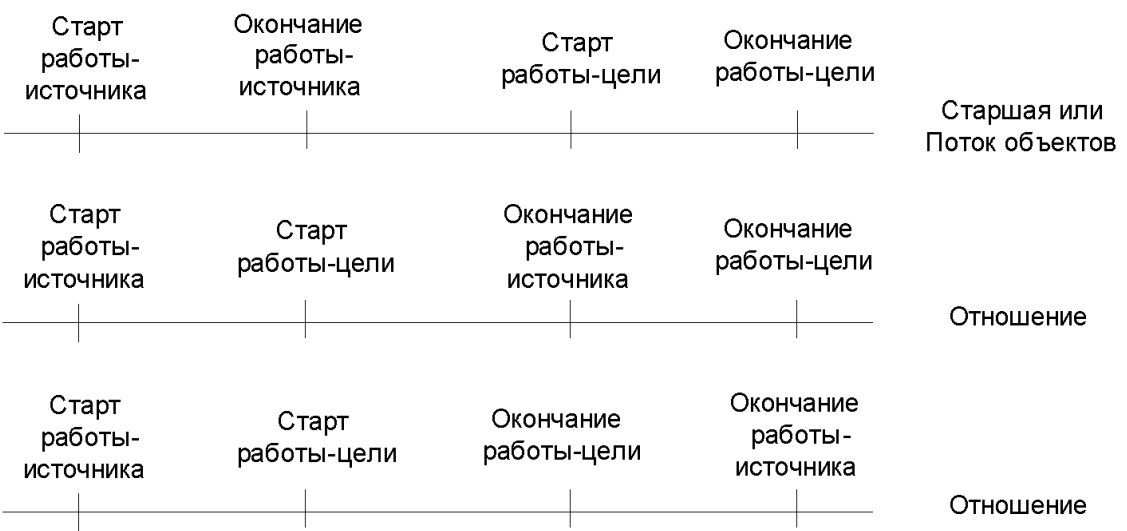 Старт
работы-
источника
Окончание
работы-
источника
Старт
работы-цели
Окончание
работы-цели
Старшая или
Поток объектов
Старт
работы-
источника
Старт
работы-цели
Окончание
работы-
источника
Окончание
работы-цели
Отношение
Старт
работы-
источника
Старт
работы-цели
Окончание
работы-цели
Окончание
работы-
источника
Отношение